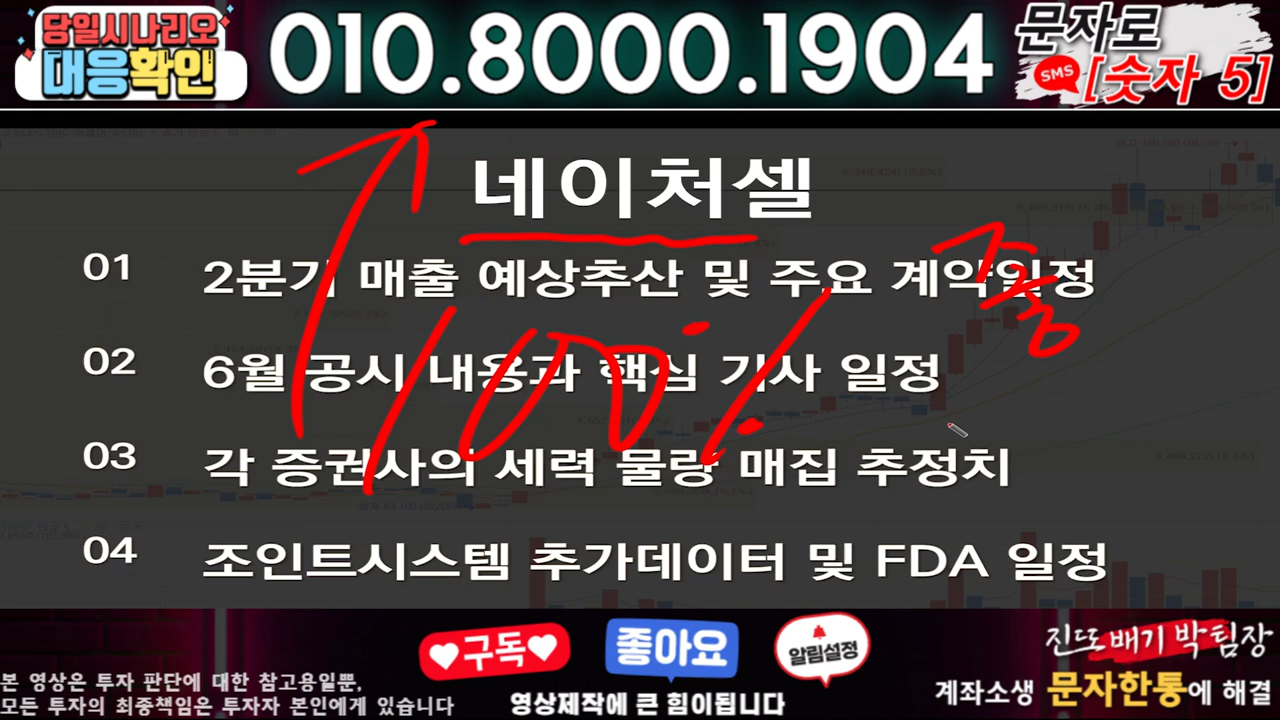 당일시나리오
대응확인
010.8000.1904
문자로
SMS
[숫자 5]
네이처셀
01 2분기 매출 예상추산 및 주요 계약일정
02 6월 공시 내용과 핵심 기사 일정
03 각 증권사의 세력 물량 매집 추정치
04 조인트시스템 추가데이터 및 FDA 일정
100%
구독
좋아요
알림설정
영상제작에 큰 힘이됩니다
본 영상은 투자 판단에 대한 참고용일뿐,
모든 투자의 최종책임은 투자자 본인에게 있습니다
진또배기 박팀장
계좌소생 문자한통에 해결